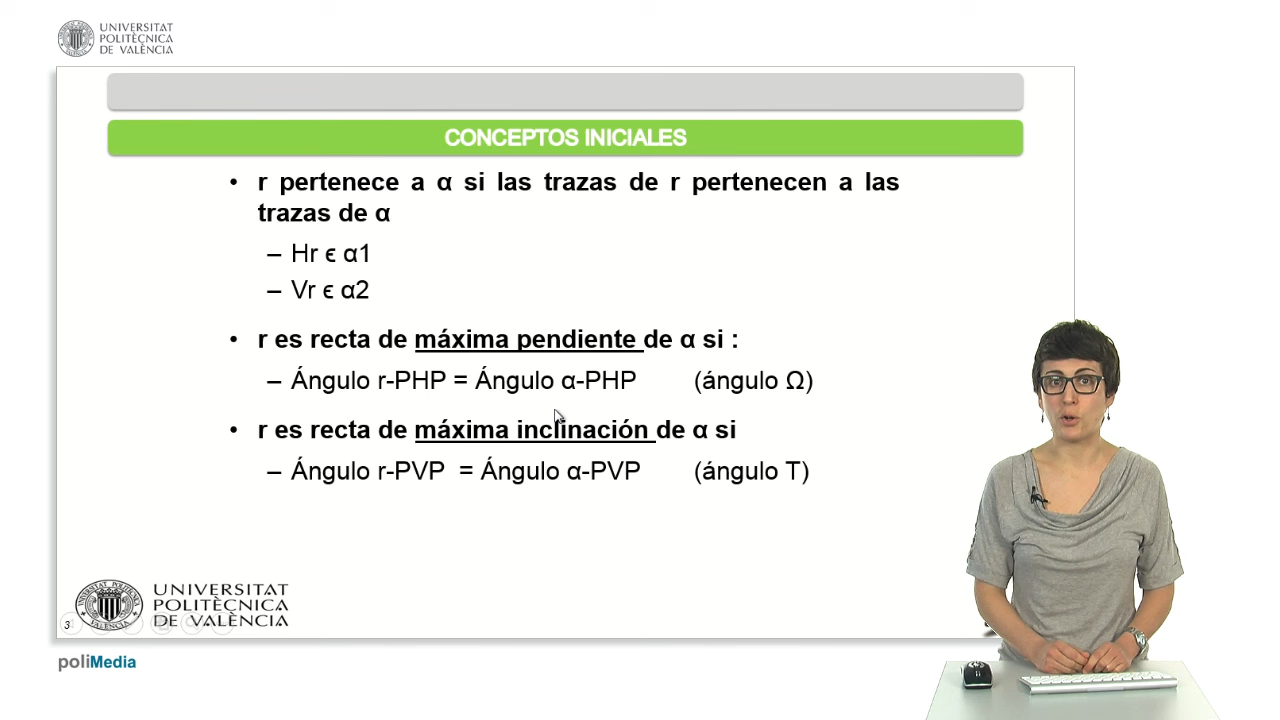 UNIVERSITAT
POLITÈCNICA
DE VALÈNCIA
CONCEPTOS INICIALES
• r pertenece a α si las trazas de r pertenecen a las
trazas de α
– Hr ϵ α1
– Vr ϵ α2
• r es recta de máxima pendiente de α si :
– Ángulo r-PHP = Ángulo α-PHP (ángulo Ω)
• r es recta de máxima inclinación de α si
– Ángulo r-PVP = Ángulo α-PVP (ángulo T)
UNIVERSITAT
POLITÈCNICA
DE VALÈNCIA
3
poliMedia